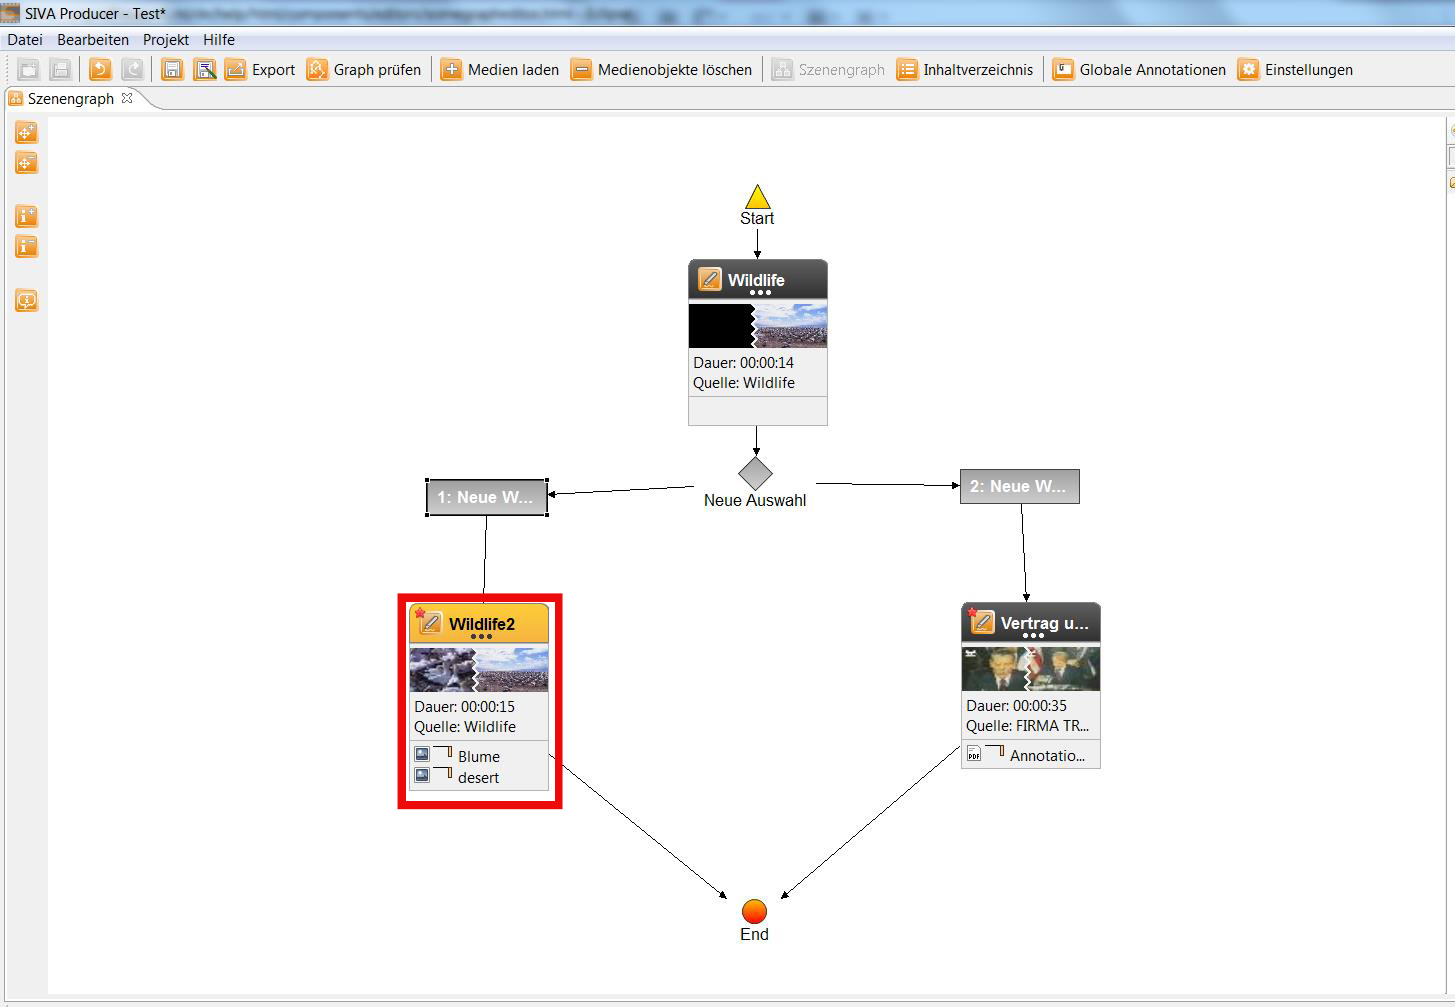 SIVA Producer - Test*
Datei Bearbeiten Projekt Hilfe
Export Graph prüfen Medien laden Medienobjekte löschen Szenengraph Inhaltverzeichnis Globale Annotationen Einstellungen
Szenengraph
Start
Wildlife
Dauer: 00:00:14
Quelle: Wildlife
Neue Auswahl
1: Neue W...
2: Neue W...
Wildlife2
Dauer: 00:00:15
Quelle: Wildlife
Blume
desert
Vertrag u...
Dauer: 00:00:35
Quelle: FIRMA TR...
PDF Annotatio...
End